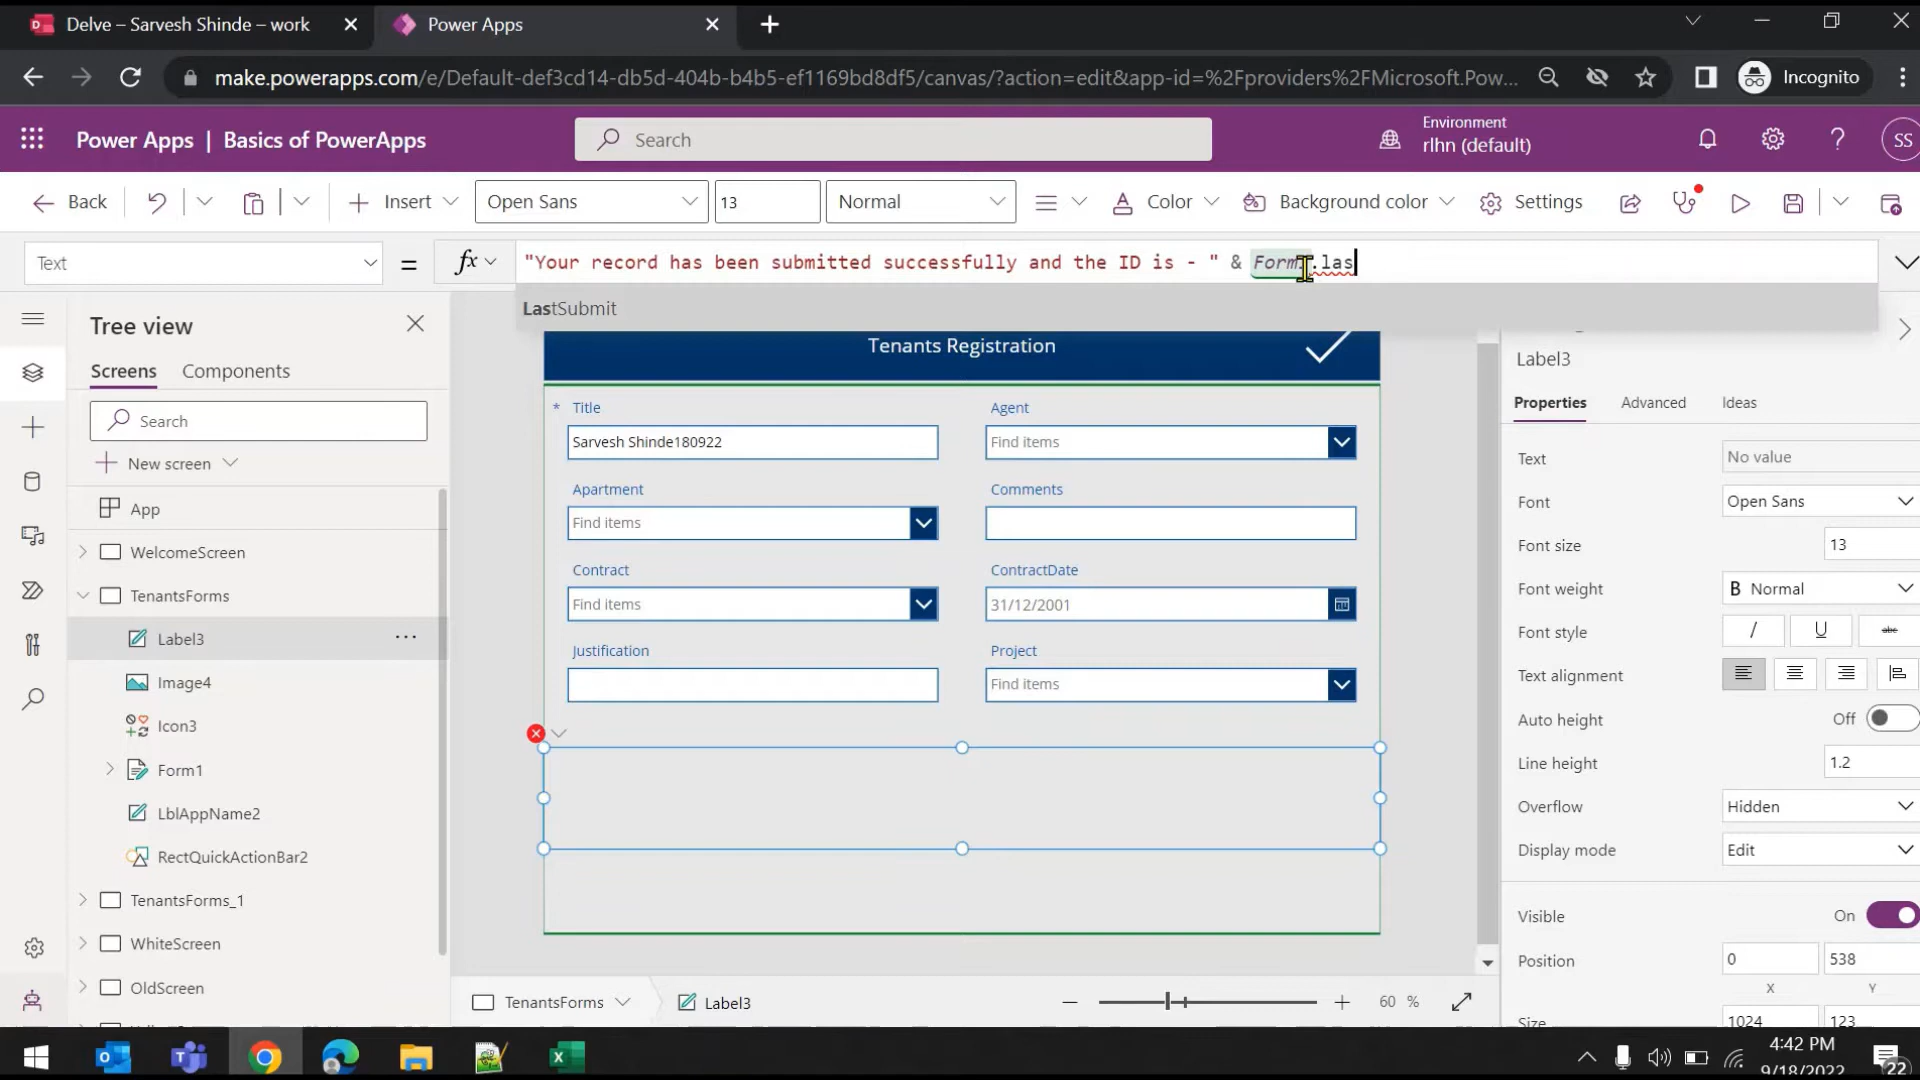 Delve – Sarvesh Shinde – work
Power Apps
make.powerapps.com/e/Default-def3cd14-db5d-404b-b4b5-ef1169bd8df5/canvas/?action=edit&app-id=%2Fproviders%2FMicrosoft.Pow...
Incognito
Power Apps | Basics of PowerApps
Search
Environment
rlhn (default)
SS
Back
Insert
Open Sans
13
Normal
Color
Background color
Settings
Text
= fx
"Your record has been submitted successfully and the ID is - " & Form1.las
LastSubmit
Tree view
Screens
Components
Search
New screen
App
WelcomeScreen
TenantsForms
Label3
Image4
Icon3
Form1
LblAppName2
RectQuickActionBar2
TenantsForms_1
WhiteScreen
OldScreen
Tenants Registration
* Title
Sarvesh Shinde180922
Agent
Find items
Apartment
Find items
Comments
Contract
Find items
ContractDate
31/12/2001
Justification
Project
Find items
TenantsForms
Label3
60 %
Label3
Properties
Advanced
Ideas
Text
No value
Font
Open Sans
Font size
13
Font weight
B Normal
Font style
/
U
abc
Text alignment
Auto height
Off
Line height
1.2
Overflow
Hidden
Display mode
Edit
Visible
On
Position
0
538
X
Y
Size
1024
123
4:42 PM
9/18/2022
22